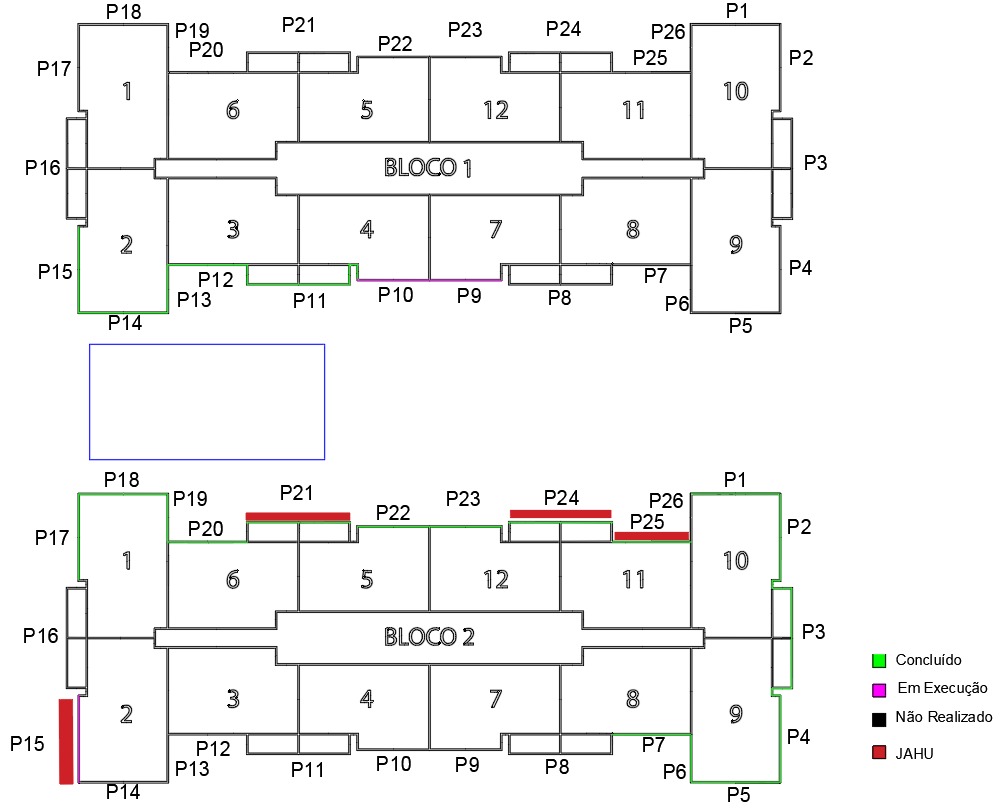 P18
P19
P20
P21
P22
P23
P24
P25
P26
P1
P17
P2
1
6
5
12
11
10
P16
BLOCO 1
P3
2
3
4
7
8
9
P15
P12
P13
P11
P10
P9
P8
P7
P6
P4
P14
P5
P18
P19
P20
P21
P22
P23
P24
P25
P26
P1
P17
P2
1
6
5
12
11
10
P16
BLOCO 2
P3
2
3
4
7
8
9
P15
P12
P13
P11
P10
P9
P8
P7
P6
P4
P14
P5
Concluído
Em Execução
Não Realizado
JAHU